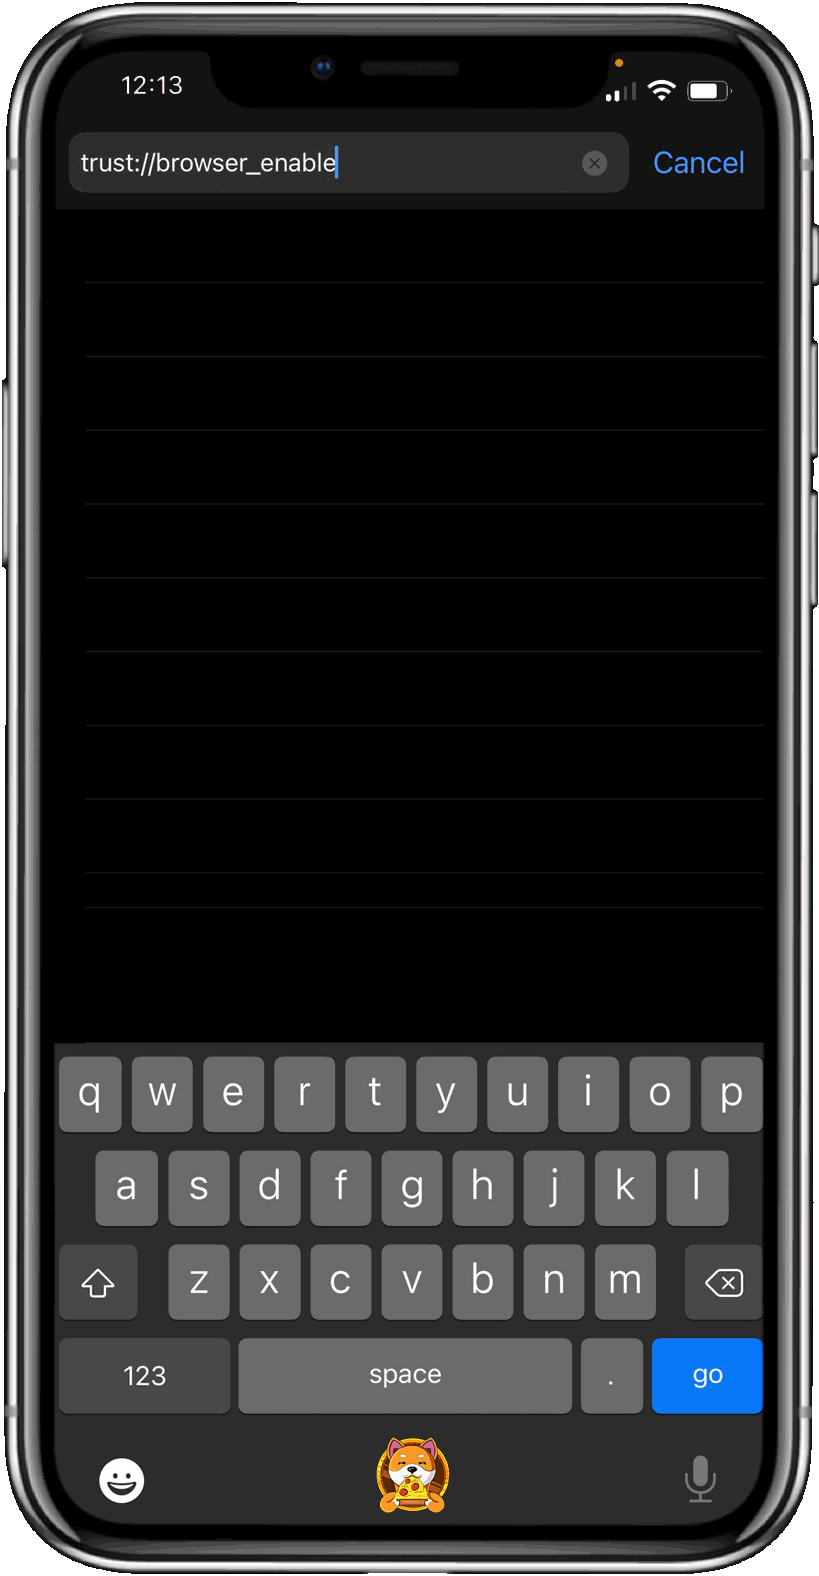 12:13
trust://browser_enable
Cancel
q w e r t y u i o p
a s d f g h j k l
z x c v b n m
123 space . go